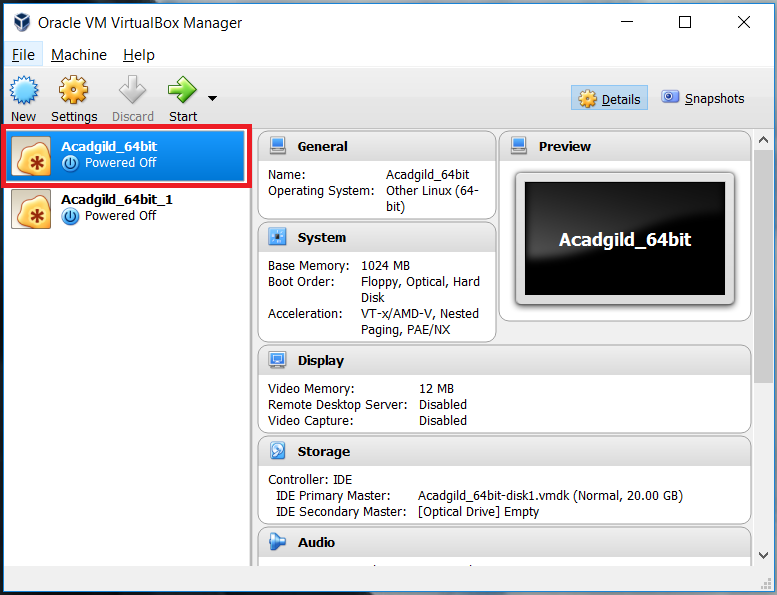 Oracle VM VirtualBox Manager
File Machine Help
New Settings Discard Start
Details Snapshots
Acadgild_64bit
Powered Off
Acadgild_64bit_1
Powered Off
General
Name: Acadgild_64bit
Operating System: Other Linux (64-
bit)
System
Base Memory: 1024 MB
Boot Order: Floppy, Optical, Hard
Disk
Acceleration: VT-x/AMD-V, Nested
Paging, PAE/NX
Preview
Acadgild_64bit
Display
Video Memory: 12 MB
Remote Desktop Server: Disabled
Video Capture: Disabled
Storage
Controller: IDE
IDE Primary Master: Acadgild_64bit-disk1.vmdk (Normal, 20.00 GB)
IDE Secondary Master: [Optical Drive] Empty
Audio